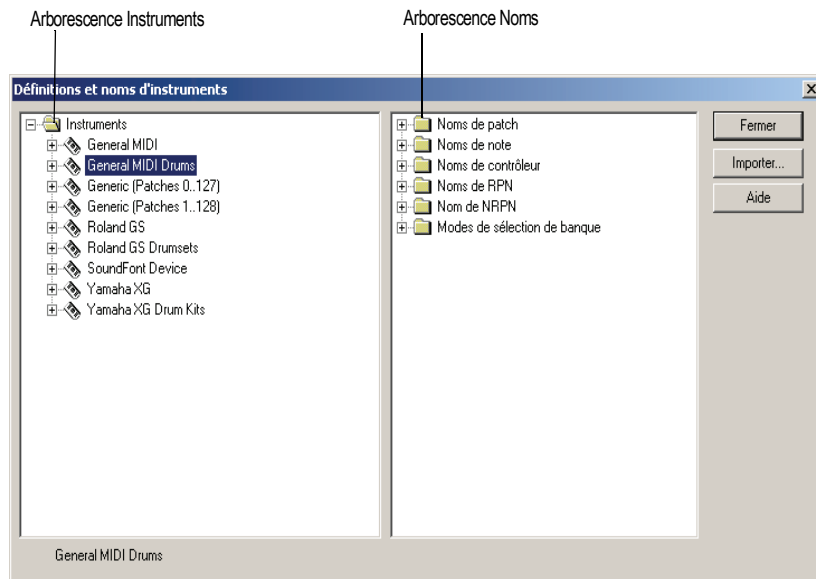 Arborescence Instruments
Arborescence Noms
Définitions et noms d'instruments
Instruments
General MIDI
General MIDI Drums
Generic (Patches 0..127)
Generic (Patches 1..128)
Roland GS
Roland GS Drumsets
SoundFont Device
Yamaha XG
Yamaha XG Drum Kits
Noms de patch
Noms de note
Noms de contrôleur
Noms de RPN
Nom de NRPN
Modes de sélection de banque
Fermer
Importer...
Aide
General MIDI Drums